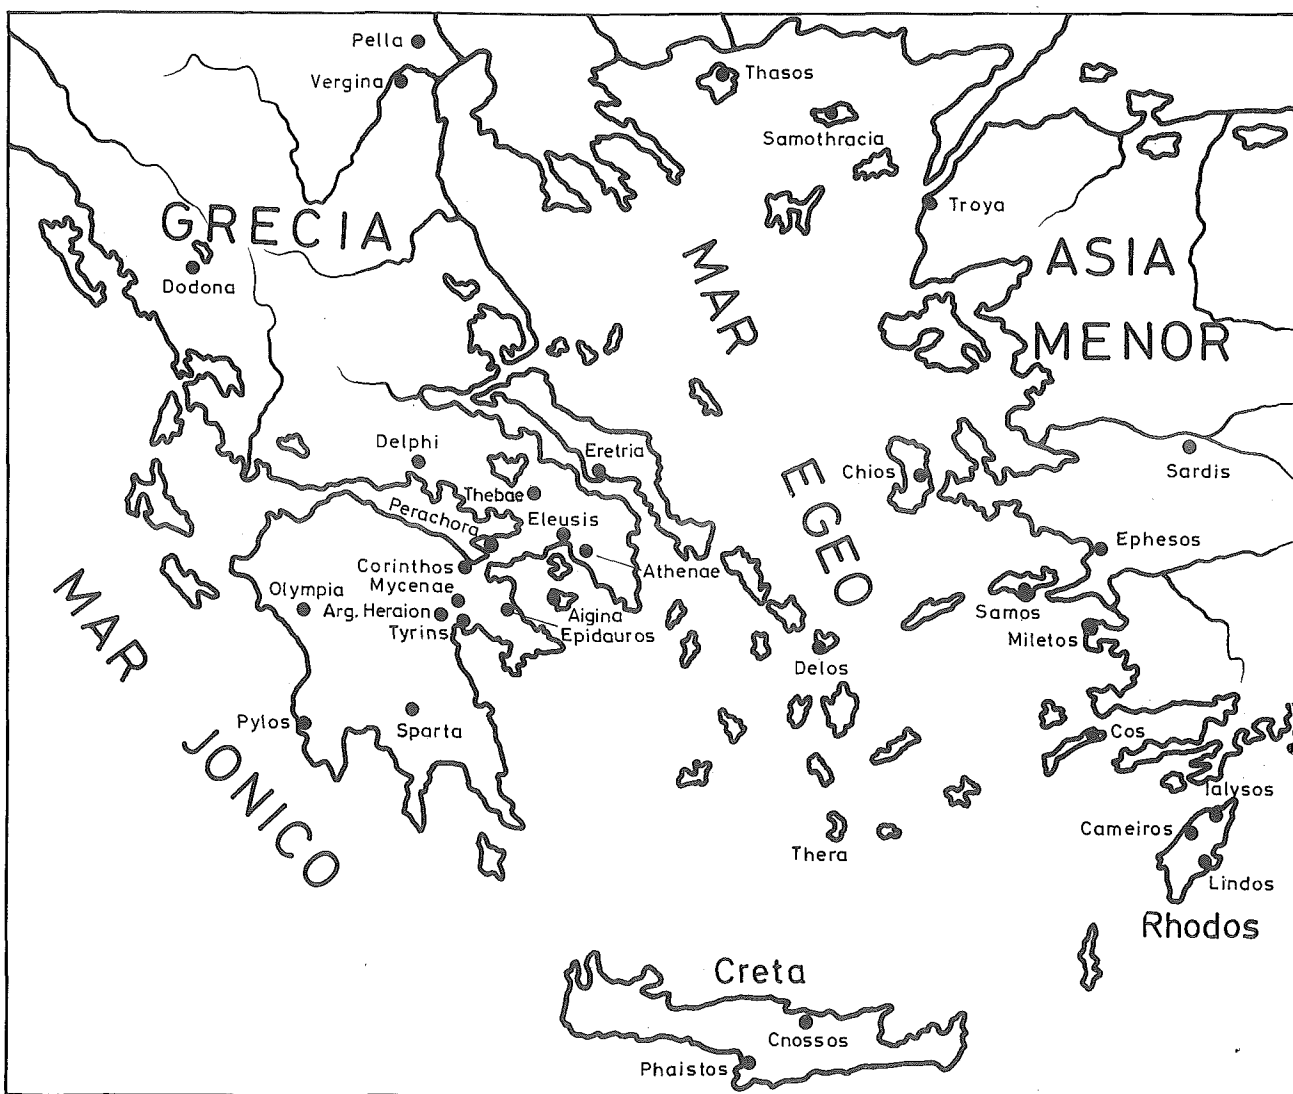 Pella
Vergina
Thasos
Samothracia
GRECIA
Troya
Dodona
ASIA
MENOR
MAR
EGEO
Delphi
Eretria
Chios
Sardis
Thebae
Perachora
Eleusis
Athenae
Ephesos
Corinthos
Mycenae
Olympia
Arg. Heraion
Tyrins
Aigina
Epidauros
Samos
Miletos
MAR
JONICO
Delos
Pylos
Sparta
Cos
Ialysos
Cameiros
Thera
Lindos
Rhodos
Creta
Cnossos
Phaistos